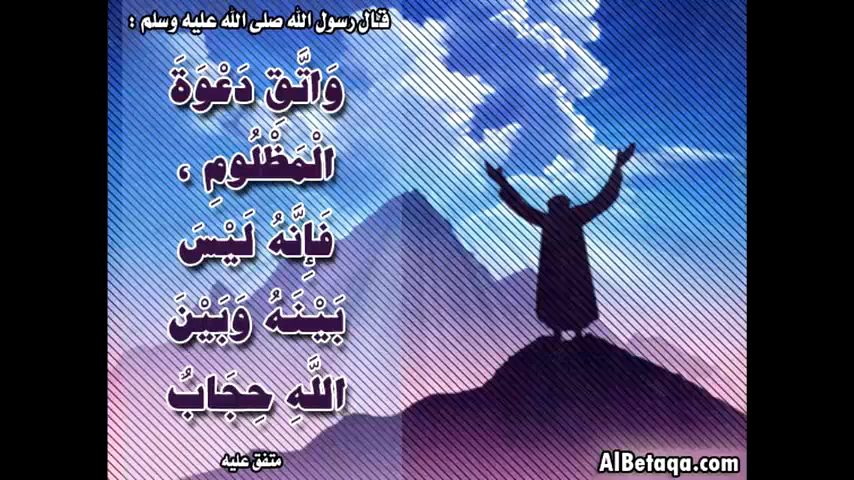 قال رسول الله صلى الله عليه وسلم :
وَاتَّقِ دَعْوَةَ
الْمَظْلُومِ ،
فَإِنَّهُ لَيْسَ
بَيْنَهُ وَبَيْنَ
اللَّهِ حِجَابٌ
متفق عليه
AlBetaqa.com